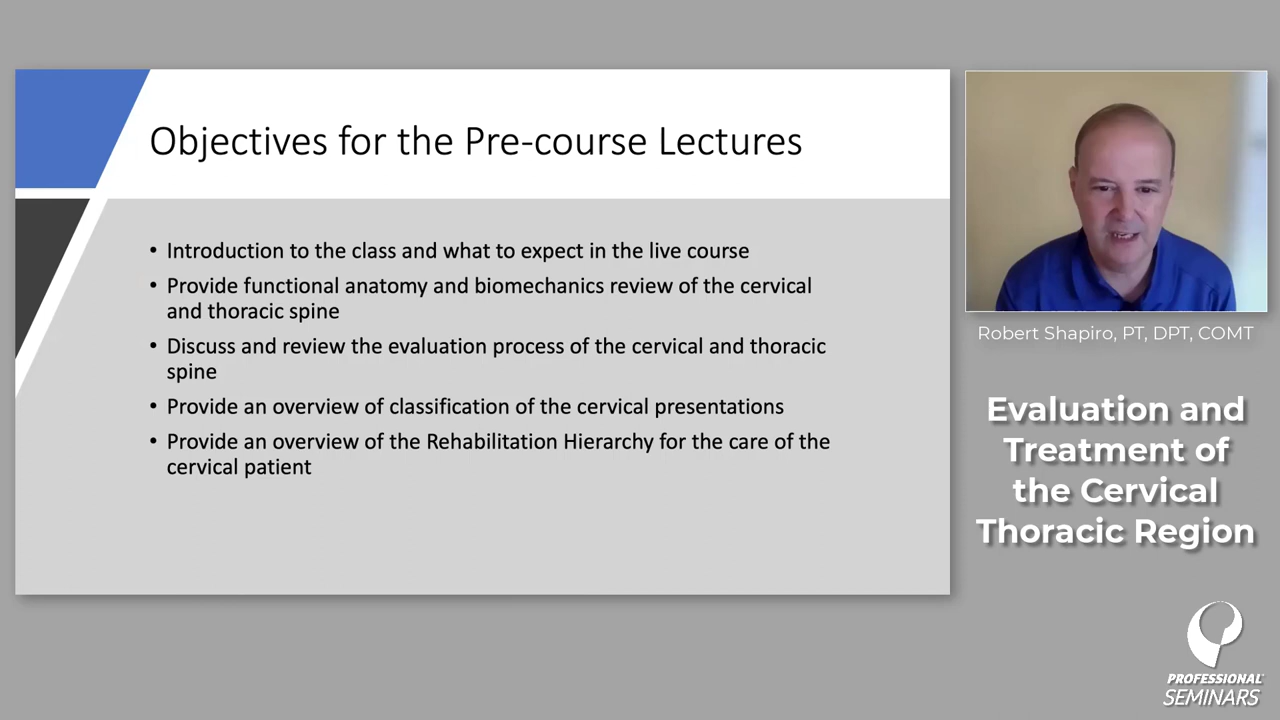 Objectives for the Pre-course Lectures
• Introduction to the class and what to expect in the live course
• Provide functional anatomy and biomechanics review of the cervical
and thoracic spine
• Discuss and review the evaluation process of the cervical and thoracic
spine
• Provide an overview of classification of the cervical presentations
• Provide an overview of the Rehabilitation Hierarchy for the care of the
cervical patient
Robert Shapiro, PT, DPT, COMT
Evaluation and
Treatment of
the Cervical
Thoracic Region
PROFESSIONAL
SEMINARS